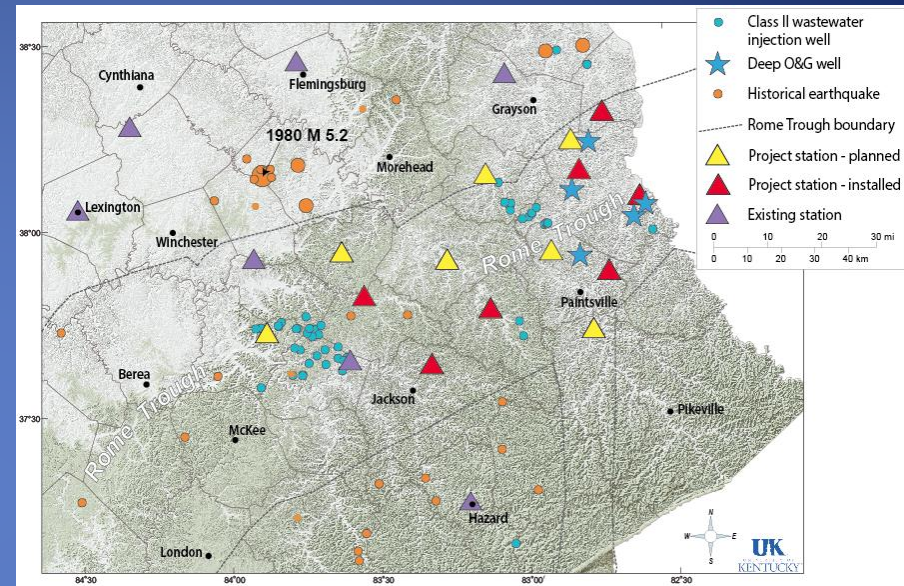 38°30'
Cynthiana
Flemingsburg
Grayson
1980 M 5.2
Morehead
Lexington
38°00'
Winchester
Rome Trough
Paintsville
Berea
Jackson
37°30'
Pikeville
McKee
Rome Trough
Hazard
London
84°30'
84°00'
83°30'
83°00'
82°30'
Class II wastewater
injection well
Deep O&G well
Historical earthquake
Rome Trough boundary
Project station - planned
Project station - installed
Existing station
0 10 20 30 mi
0 10 20 30 40 km
N
W E
S
UK
KENTUCKY